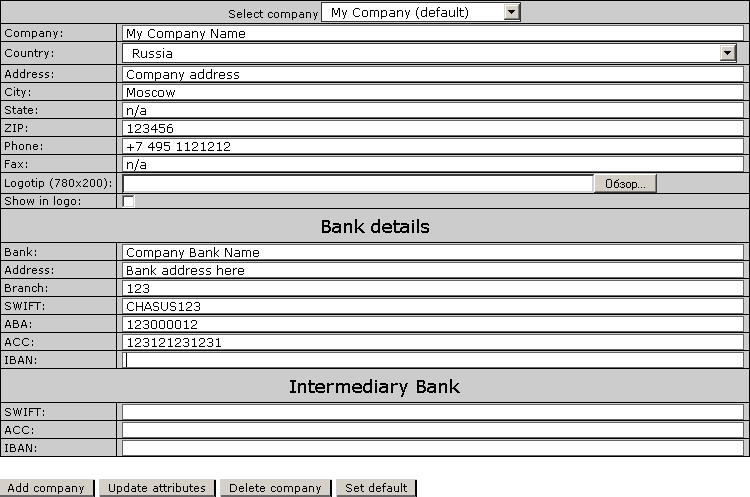 Select company My Company (default)
Company: My Company Name
Country: Russia
Address: Company address
City: Moscow
State: n/a
ZIP: 123456
Phone: +7 495 1121212
Fax: n/a
Logotip (780x200): Обзор...
Show in logo:
Bank details
Bank: Company Bank Name
Address: Bank address here
Branch: 123
SWIFT: CHASUS123
ABA: 123000012
ACC: 123121231231
IBAN:
Intermediary Bank
SWIFT:
ACC:
IBAN:
Add company Update attributes Delete company Set default